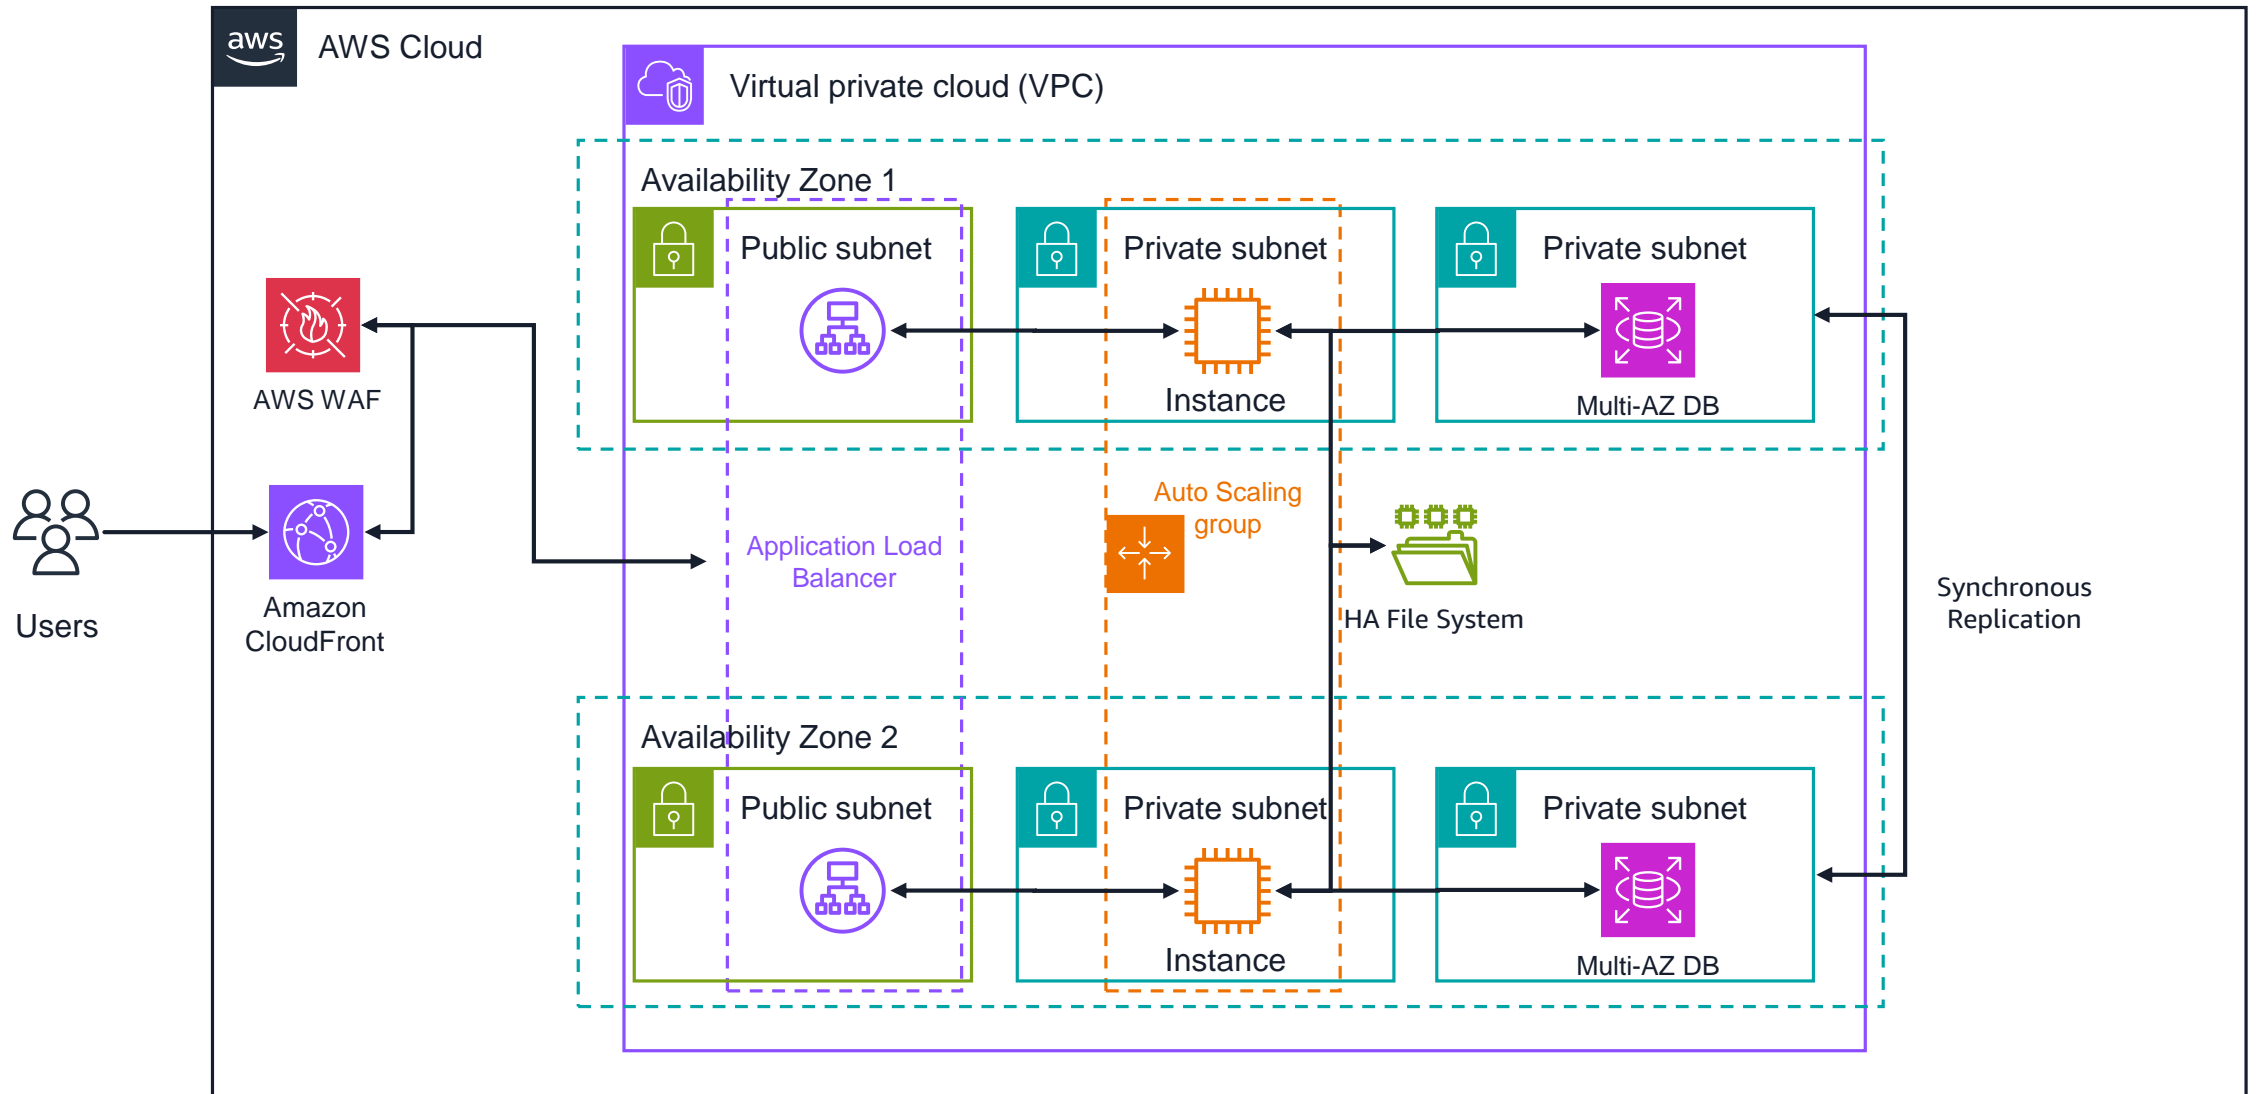 aws
AWS Cloud
Virtual private cloud (VPC)
Availability Zone 1
Public subnet
Private subnet
Private subnet
Instance
Multi-AZ DB
AWS WAF
Users
Amazon
CloudFront
Application Load
Balancer
Auto Scaling
group
HA File System
Synchronous
Replication
Availability Zone 2
Public subnet
Private subnet
Private subnet
Instance
Multi-AZ DB